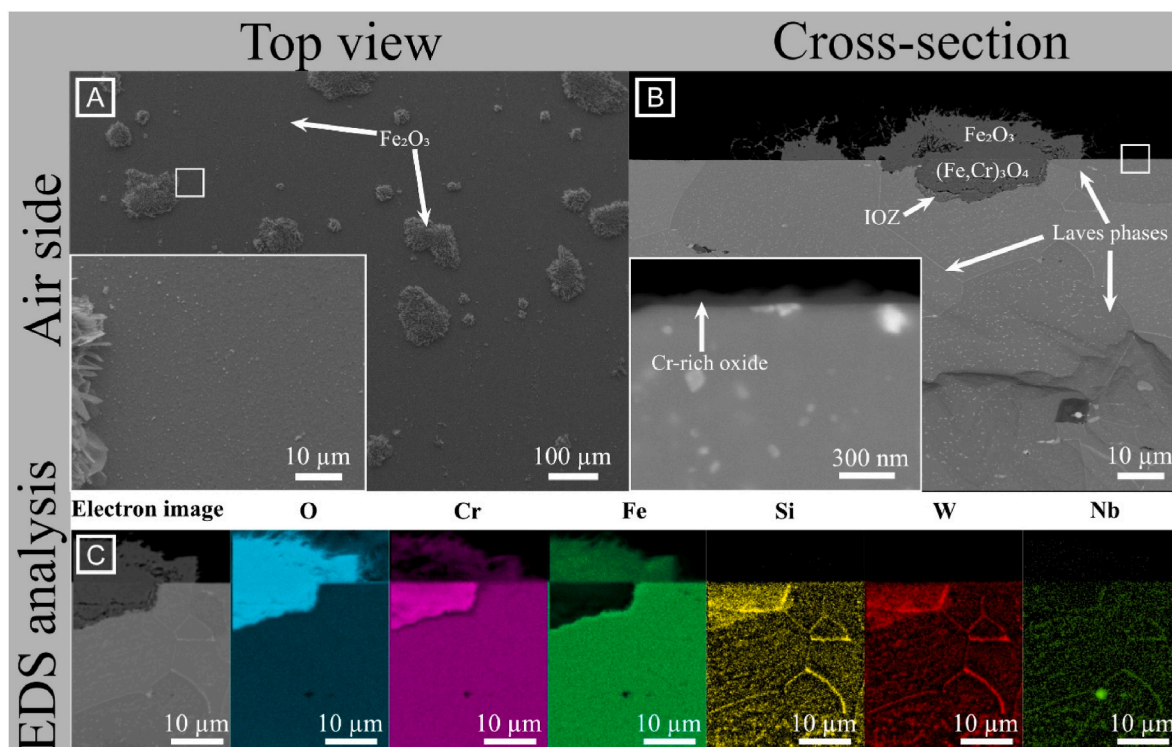 Top view
Cross-section
Air side
A
Fe₂O₃
10 µm
100 µm
B
Fe₂O₃
(Fe,Cr)₃O₄
IOZ
Laves phases
Cr-rich oxide
300 nm
10 µm
EDS analysis
Electron image
O
Cr
Fe
Si
W
Nb
C
10 µm
10 µm
10 µm
10 µm
10 µm
10 µm
10 µm